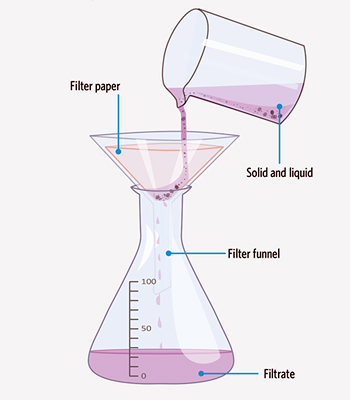 Filter paper
Solid and liquid
Filter funnel
100
50
0
Filtrate